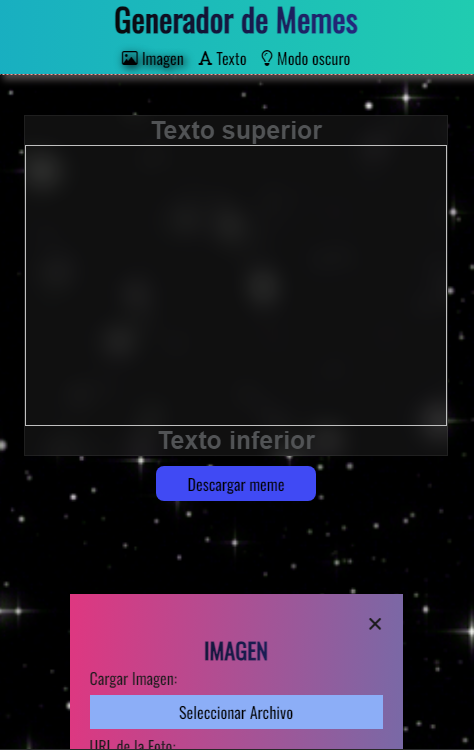 Generador de Memes
Imagen Texto Modo oscuro
Texto superior
Texto inferior
Descargar meme
IMAGEN
Cargar Imagen:
Seleccionar Archivo
URL de la Foto: